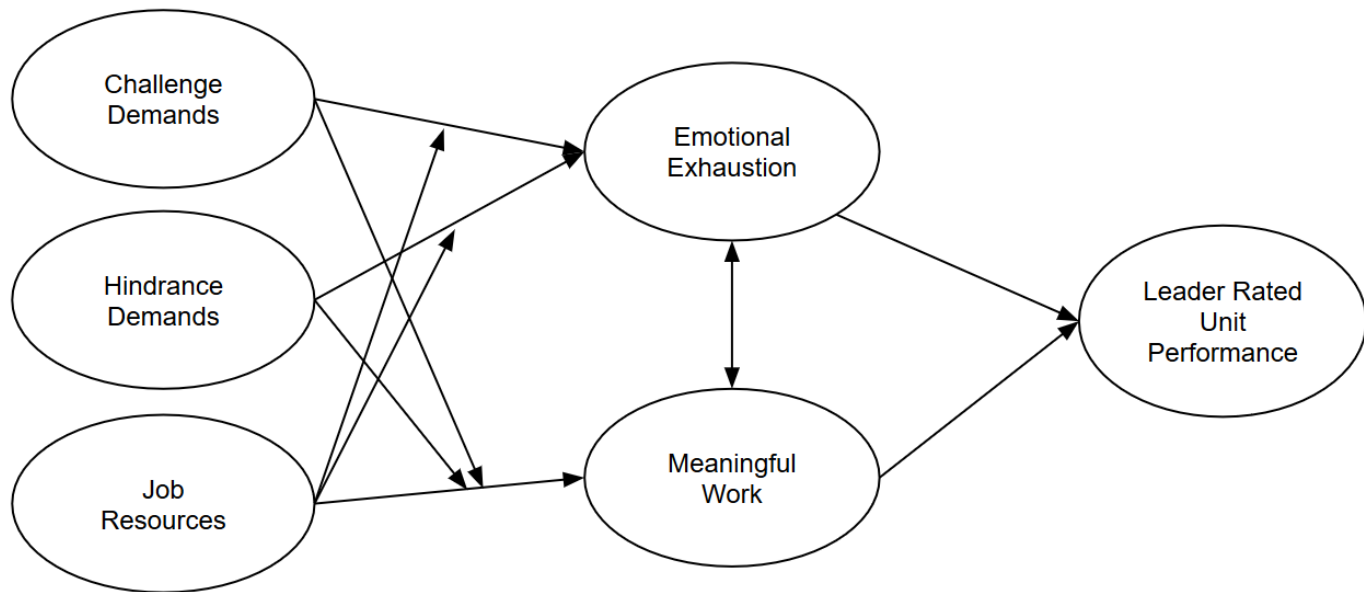 Challenge
Demands
Hindrance
Demands
Job
Resources
Emotional
Exhaustion
Meaningful
Work
Leader Rated
Unit
Performance